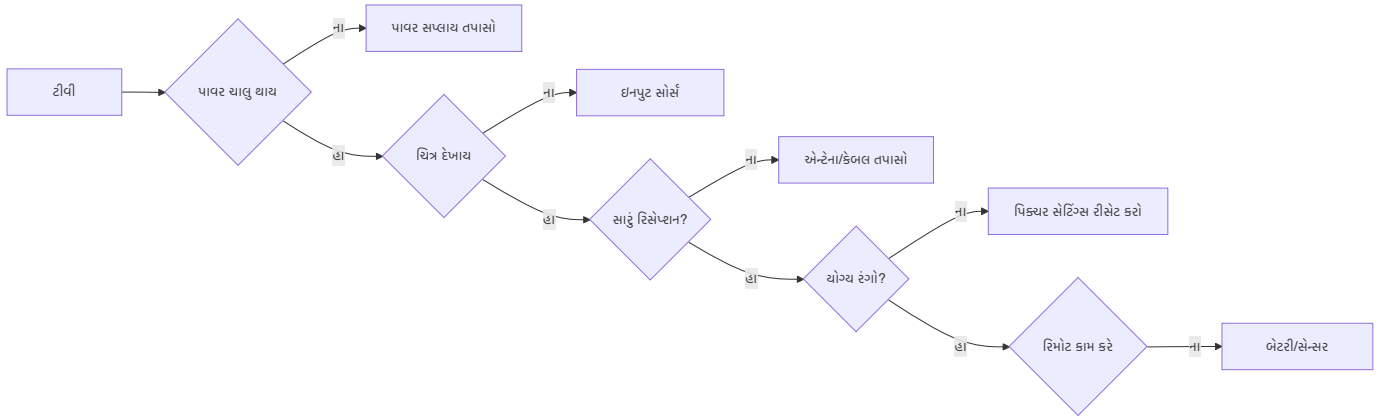 ટીવી
પાવર ચાલુ થાય
ના
પાવર સપ્લાય તપાસો
હા
ચિત્ર દેખાય
ના
ઇનપુટ સોર્સ
હા
સારું રિસેપ્શન?
ના
એન્ટેના/કેબલ તપાસો
હા
યોગ્ય રંગો?
ના
પિક્ચર સેટિંગ્સ રીસેટ કરો
હા
રિમોટ કામ કરે
ના
બેટરી/સેન્સર